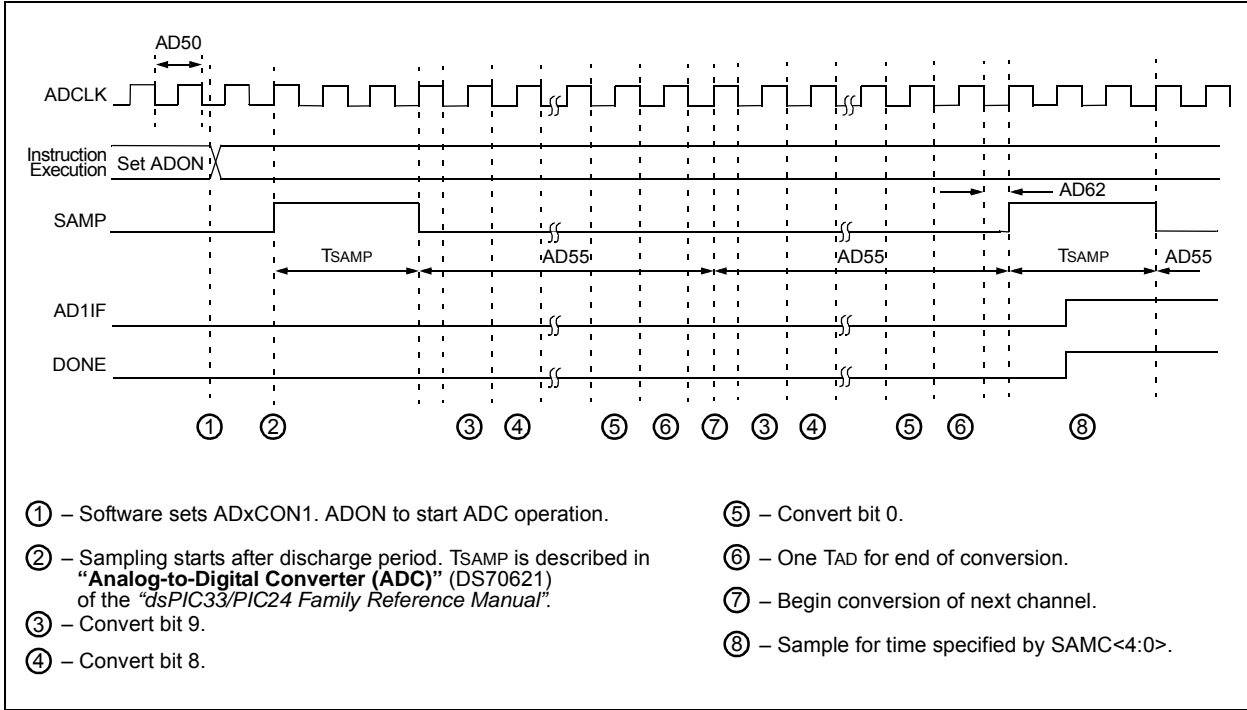 AD50
ADCLK
Instruction
Execution
Set ADON
SAMP
AD62
TSAMP
AD55
AD55
TSAMP
AD55
AD1IF
DONE
1 2 3 4 5 6 7 3 4 5 6 8
1 – Software sets ADxCON1. ADON to start ADC operation.
2 – Sampling starts after discharge period. TSAMP is described in
“Analog-to-Digital Converter (ADC)” (DS70621)
of the “dsPIC33/PIC24 Family Reference Manual”.
3 – Convert bit 9.
4 – Convert bit 8.
5 – Convert bit 0.
6 – One TAD for end of conversion.
7 – Begin conversion of next channel.
8 – Sample for time specified by SAMC<4:0>.